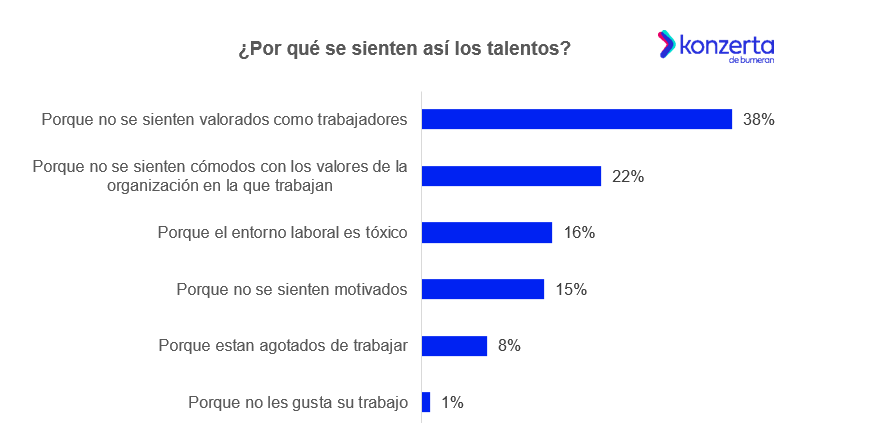 ¿Por qué se sienten así los talentos?
konzerta
de bumeran
Porque no se sienten valorados como trabajadores
38%
Porque no se sienten cómodos con los valores de la
organización en la que trabajan
22%
Porque el entorno laboral es tóxico
16%
Porque no se sienten motivados
15%
Porque estan agotados de trabajar
8%
Porque no les gusta su trabajo
1%